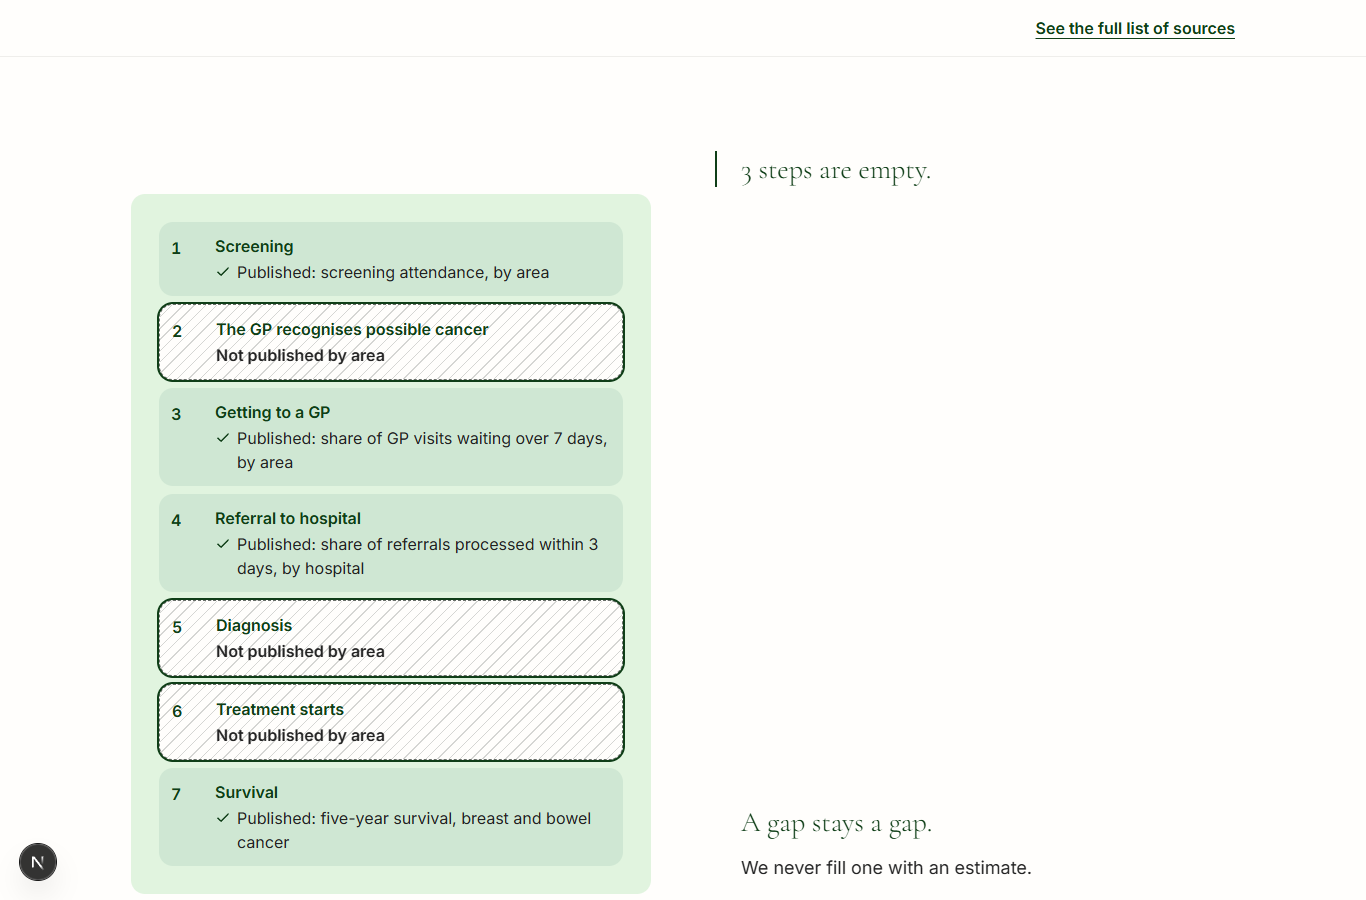 See the full list of sources
3 steps are empty.
1 Screening
✓ Published: screening attendance, by area
2 The GP recognises possible cancer
Not published by area
3 Getting to a GP
✓ Published: share of GP visits waiting over 7 days,
by area
4 Referral to hospital
✓ Published: share of referrals processed within 3
days, by hospital
5 Diagnosis
Not published by area
6 Treatment starts
Not published by area
7 Survival
✓ Published: five-year survival, breast and bowel
cancer
A gap stays a gap.
We never fill one with an estimate.
N